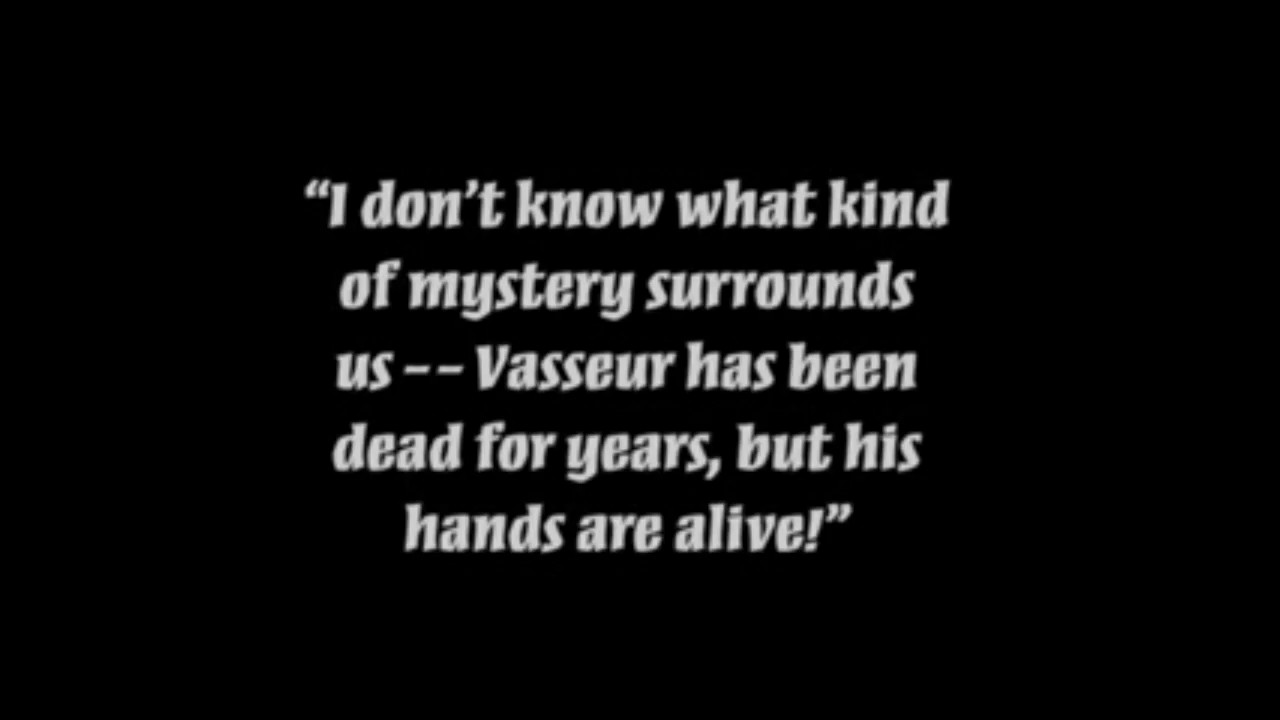 “I don’t know what kind
of mystery surrounds
us -- Vasseur has been
dead for years, but his
hands are alive!”